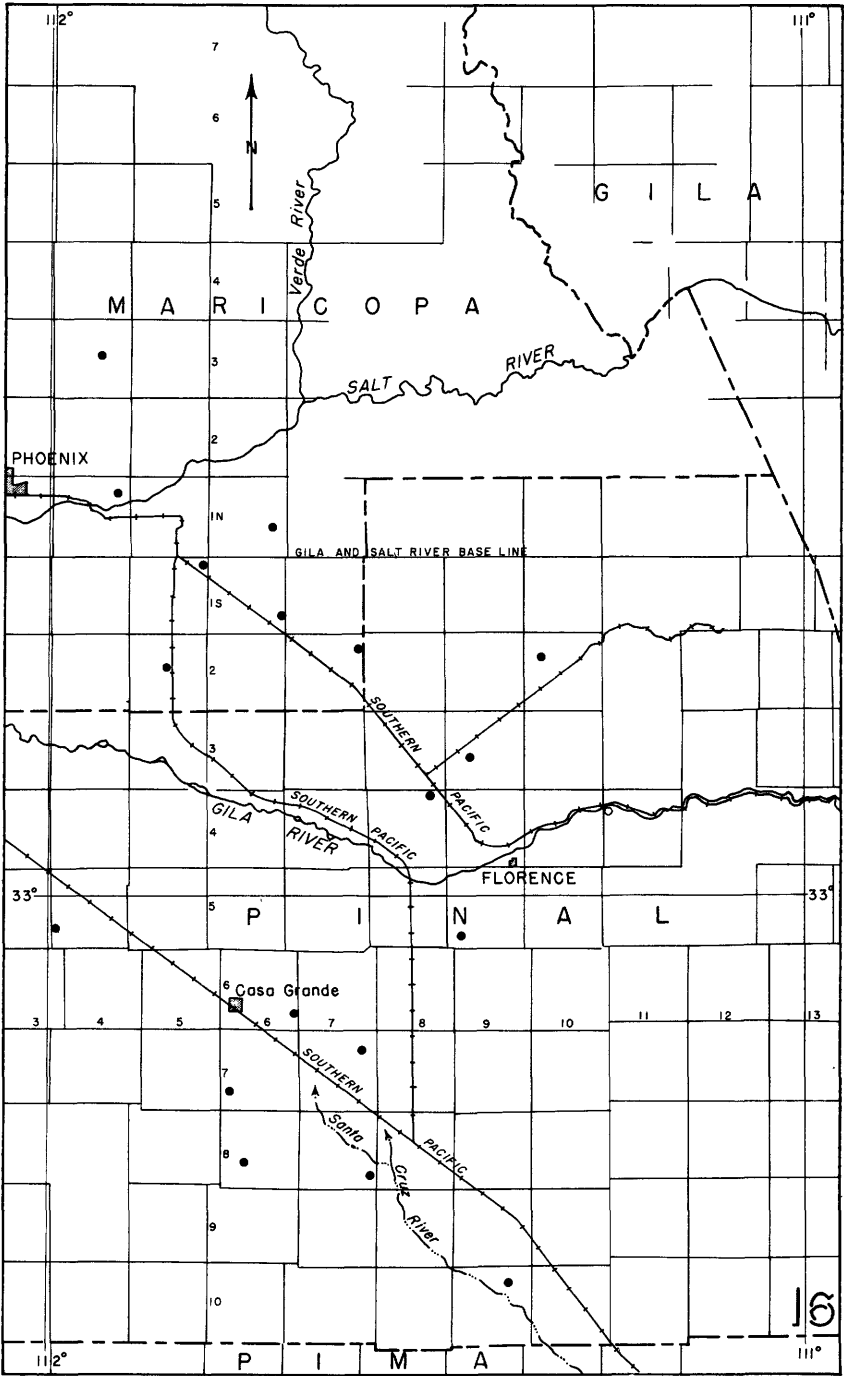 112°
111°
7
6
N
5
GILA
Verde River
4
MARICOPA
3
RIVER
SALT
2
PHOENIX
1N
GILA AND SALT RIVER BASE LINE
1S
2
SOUTHERN
3
SOUTHERN
PACIFIC
GILA
PACIFIC
4
RIVER
FLORENCE
33°
33°
5
PINAL
6
Casa Grande
3 4 5 6 7 8 9 10 11 12 13
SOUTHERN
7
Santa
PACIFIC
8
Cruz
River
9
10
16
112°
PIMA
111°